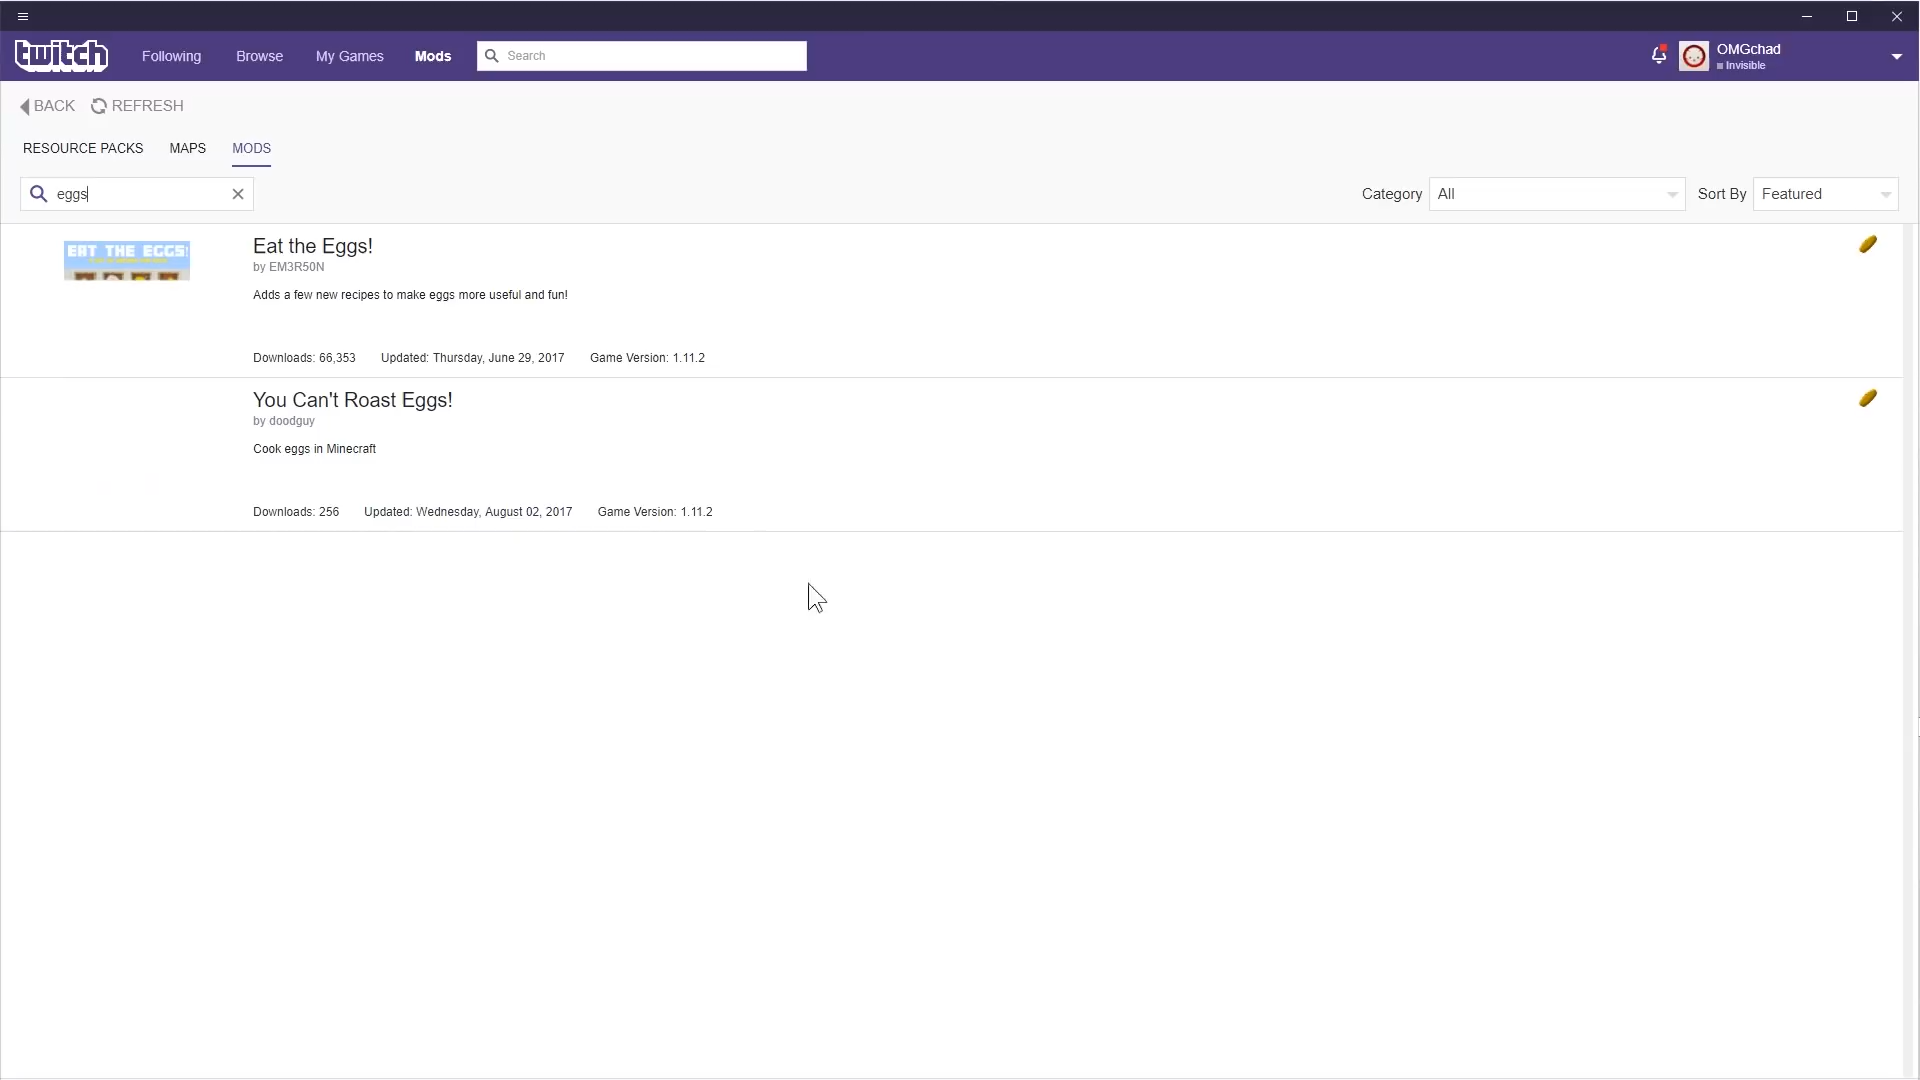 twitch
Following Browse My Games Mods Search
OMGchad
Invisible
BACK REFRESH
RESOURCE PACKS MAPS MODS
eggs Category All Sort By Featured
EAT THE EGGS!
Eat the Eggs!
by EM3R50N
Adds a few new recipes to make eggs more useful and fun!
Downloads: 66,353 Updated: Thursday, June 29, 2017 Game Version: 1.11.2
You Can't Roast Eggs!
by doodguy
Cook eggs in Minecraft
Downloads: 256 Updated: Wednesday, August 02, 2017 Game Version: 1.11.2